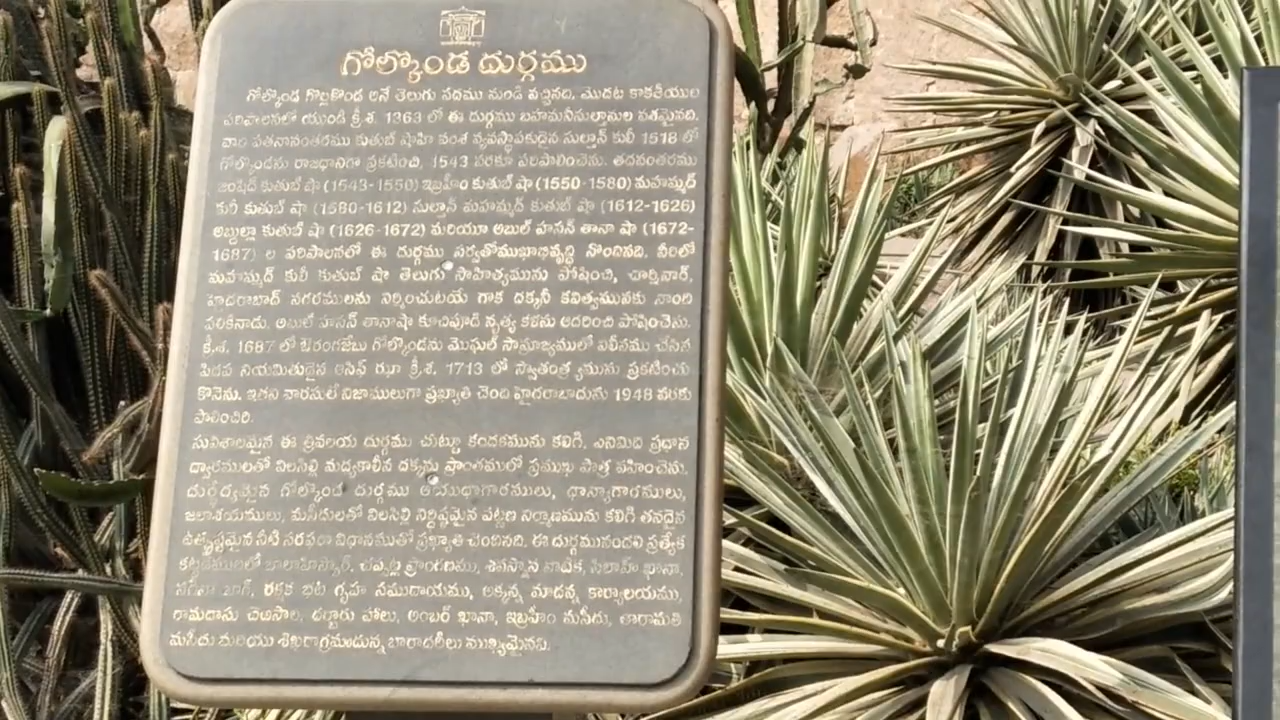 గోల్కొండ దుర్గము
గోల్కొండ గొల్లకొండ అనే తెలుగు పదము నుండి వచ్చినది. మొదట కాకతీయుల
పరిపాలనలో యుండి క్రీ.శ. 1363 లో ఈ దుర్గము బహమనీసుల్తానుల వశమైనది.
వారి పతనానంతరము కుతుబ్ షాహి వంశ వ్యవస్థాపకుడైన సుల్తాన్ కులీ 1518 లో
గోల్కొండను రాజధానిగా ప్రకటించి, 1543 వరకూ పరిపాలించెను. తదనంతరము
జంషీద్ కుతుబ్ షా (1543-1550) ఇబ్రహీం కుతుబ్ షా (1550-1580) మహమ్మద్
కులీ కుతుబ్ షా (1580-1612) సుల్తాన్ మహమ్మద్ కుతుబ్ షా (1612-1626)
అబ్దుల్లా కుతుబ్ షా (1626-1672) మరియూ అబుల్ హసన్ తానా షా (1672-
1687) ల పరిపాలనలో ఈ దుర్గము సర్వతోముఖాభివృద్ధి నొందినది. వీరిలో
మహమ్మద్ కులీ కుతుబ్ షా తెలుగు సాహిత్యమును పోషించి, చార్మినార్,
హైదరాబాద్ నగరములను నిర్మించుటయే గాక దక్కనీ కవిత్వమునకు నాంది
పలికినాడు. అబుల్ హసన్ తానాషా కూచిపూడి నృత్య కళను ఆదరించి పోషించెను.
క్రీ.శ. 1687 లో ఔరంగజేబు గోల్కొండను మొఘల్ సామ్రాజ్యములో విలీనము చేసిన
పిదప నియమితుడైన ఆసిఫ్ ఝా క్రీ.శ. 1713 లో స్వాతంత్ర్యమును ప్రకటించు
కొనెను. ఇతని వారసులే నిజాములుగా ప్రఖ్యాతి చెంది హైదరాబాదును 1948 వరకు
పాలించిరి.
సువిశాలమైన ఈ త్రివలయ దుర్గము చుట్టు కందకమును కలిగి, ఎనిమిది ప్రధాన
ద్వారములతో విలసిల్లి మధ్యకాలీన దక్కను ప్రాంతములో ప్రముఖ పాత్ర వహించెను.
దుర్భేద్యమైన గోల్కొండ దుర్గము ఆయుధాగారములు, ధాన్యాగారములు,
జలాశయములు, మసీదులతో విలసిల్లి నిర్దిష్టమైన పట్టణ నిర్మాణమును కలిగి తనదైన
ఉత్కృష్టమైన నీటి సరఫరా విధానముతో ప్రఖ్యాతి చెందినది. ఈ దుర్గమునందలి ప్రత్యేక
కట్టడములలో బాలాహిస్సార్, చప్పట్ల ప్రాంగణము, శవస్నాన వాటిక, సిలాహ్ ఖానా,
నగీనా బాగ్, రక్షక భట గృహ సముదాయము, అక్కన్న మాదన్న కార్యాలయము,
రామదాసు చెఱసాల, దర్బారు హాలు, అంబర్ ఖానా, ఇబ్రహీం మసీదు, తారామతి
మసీదు మరియు శిఖరాగ్రమందున్న బారాదరీలు ముఖ్యమైనవి.